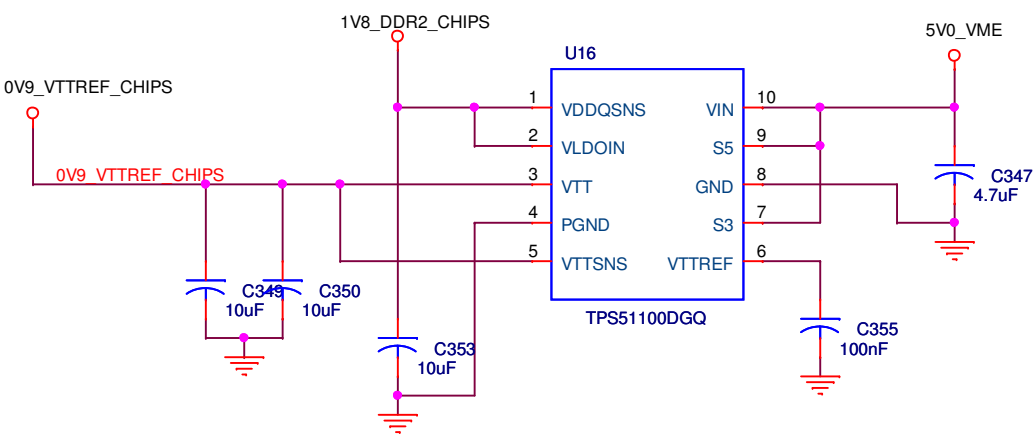 1V8_DDR2_CHIPS
5V0_VME
U16
0V9_VTTREF_CHIPS
1 VDDQSNS VIN 10
2 VLDOIN S5 9
0V9_VTTREF_CHIPS
3 VTT GND 8
C347
4.7uF
4 PGND S3 7
5 VTTSNS VTTREF 6
C349
10uF
C350
10uF
TPS51100DGQ
C355
100nF
C353
10uF